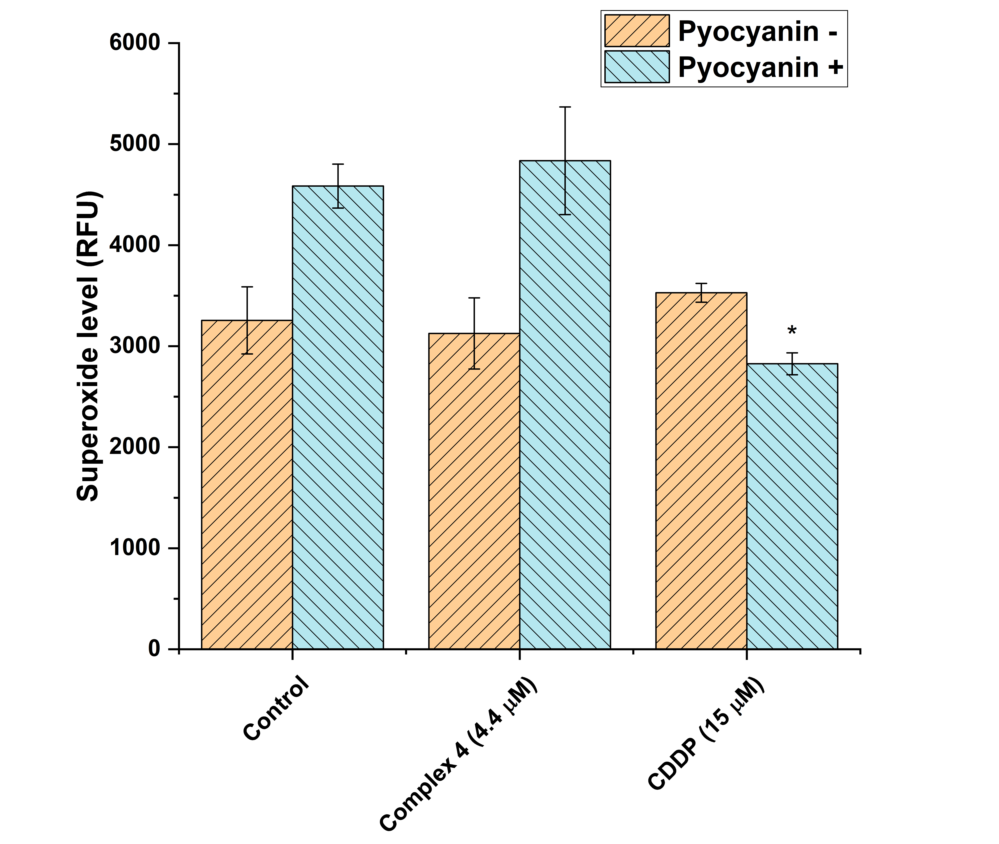 Pyocyanin -
Pyocyanin +
6000
5000
4000
3000
2000
1000
0
Superoxide level (RFU)
*
Control
Complex 4 (4.4 μM)
CDDP (15 μM)